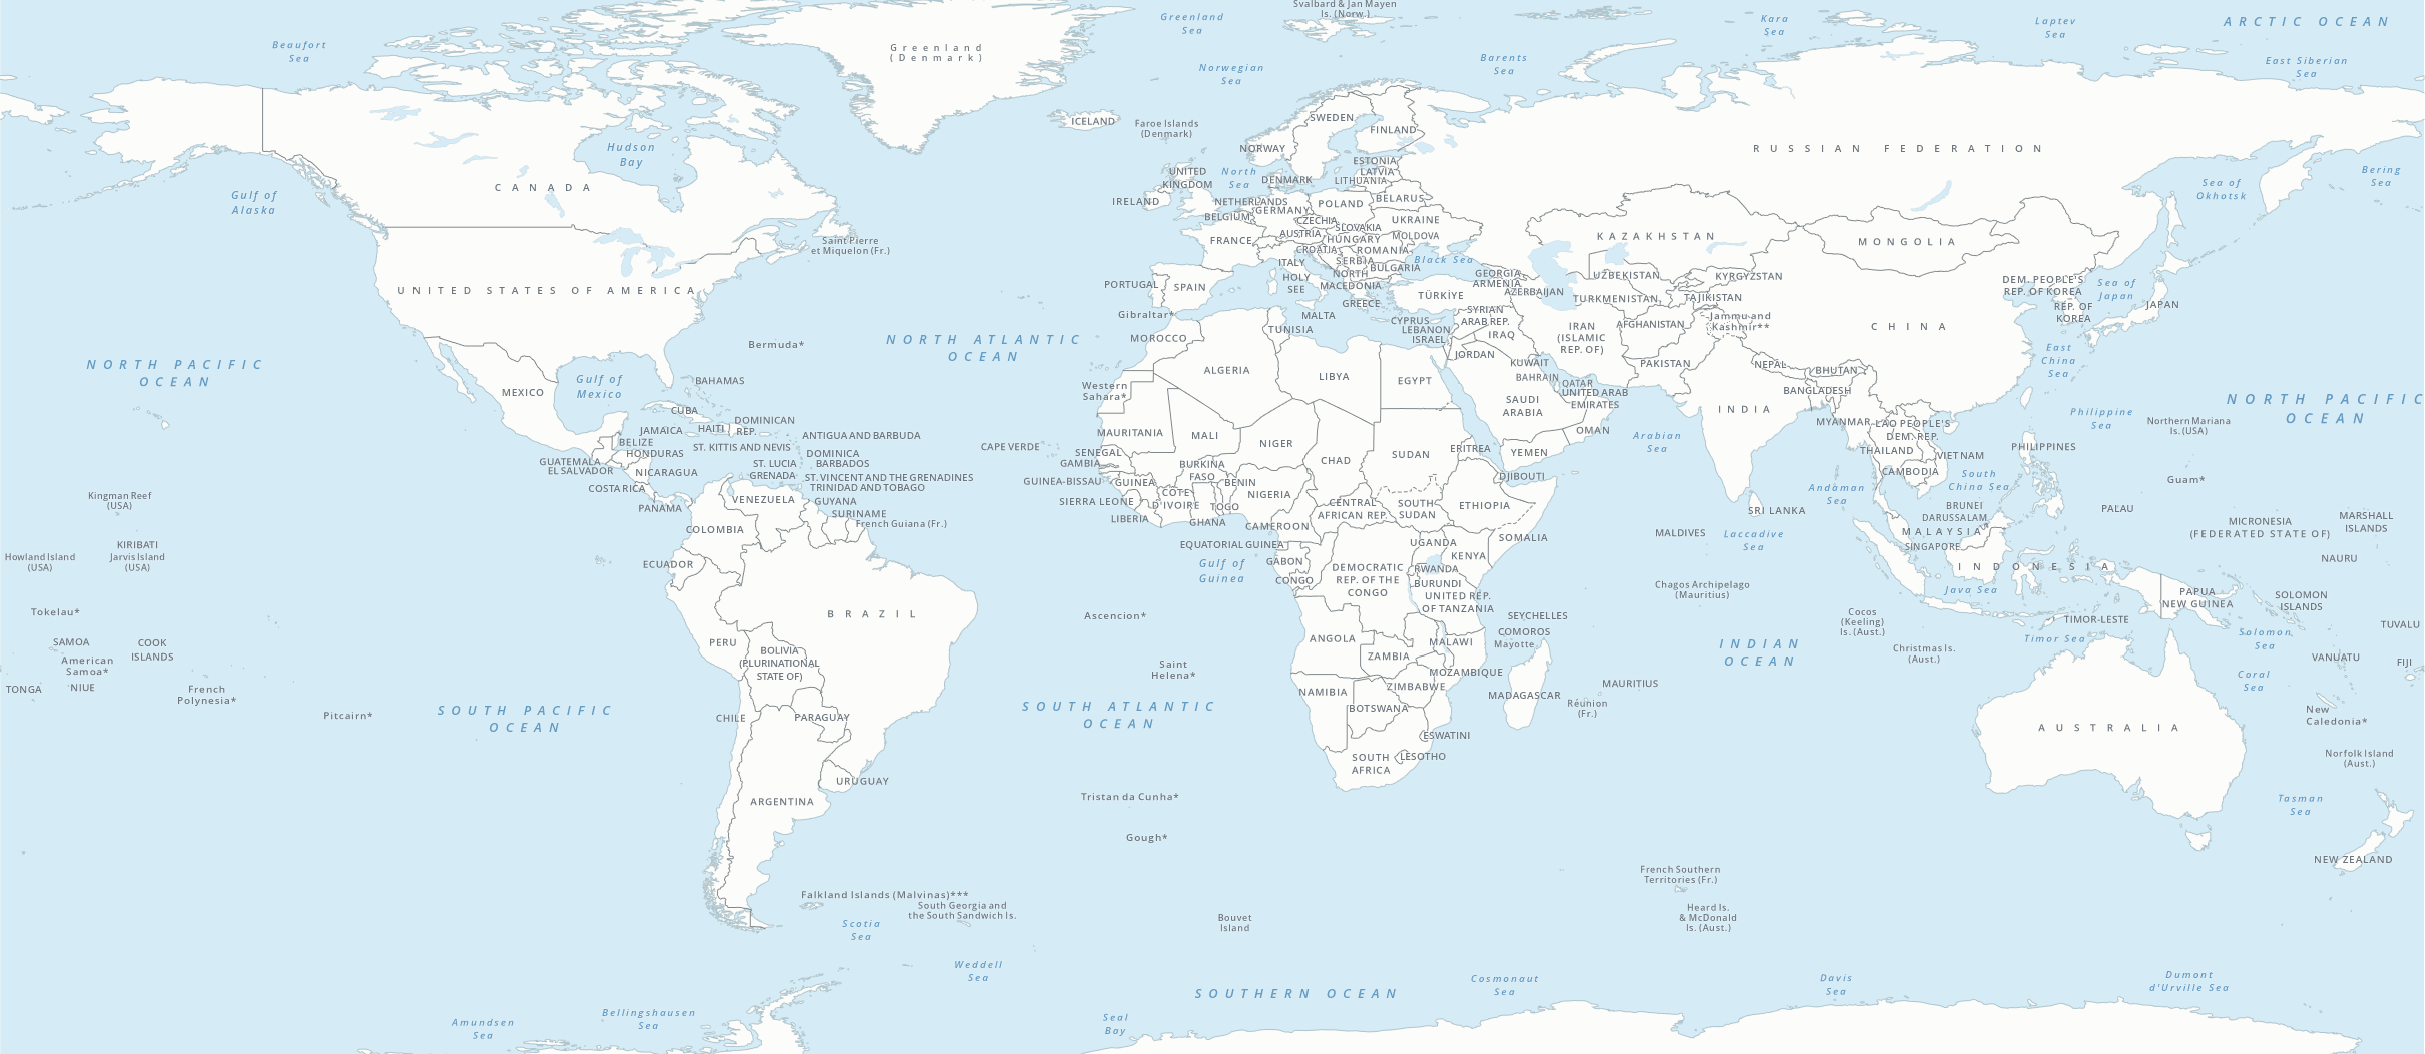 Svalbard & Jan Mayen
Is. (Norw.)
Greenland
Sea
Kara
Sea
Laptev
Sea
ARCTIC OCEAN
Beaufort
Sea
Greenland
(Denmark)
Norwegian
Sea
Barents
Sea
East Siberian
Sea
ICELAND
Faroe Islands
(Denmark)
SWEDEN
FINLAND
NORWAY
RUSSIAN FEDERATION
Hudson
Bay
ESTONIA
LATVIA
LITHUANIA
UNITED
KINGDOM
North
Sea
DENMARK
Bering
Sea
Sea of
Okhotsk
CANADA
Gulf of
Alaska
IRELAND
NETHERLANDS
BELGIUM
GERMANY
POLAND
BELARUS
CZECHIA
UKRAINE
SLOVAKIA
AUSTRIA
HUNGARY
MOLDOVA
FRANCE
CROATIA
ROMANIA
SERBIA
BULGARIA
Black Sea
ITALY
HOLY
SEE
NORTH
MACEDONIA
Saint Pierre
et Miquelon (Fr.)
KAZAKHSTAN
MONGOLIA
GEORGIA
ARMENIA
AZERBAIJAN
UZBEKISTAN
KYRGYZSTAN
TURKMENISTAN
TAJIKISTAN
DEM. PEOPLE'S
REP. OF KOREA
Sea of
Japan
REP. OF
KOREA
JAPAN
UNITED STATES OF AMERICA
PORTUGAL
SPAIN
GREECE
TÜRKİYE
Gibraltar*
MALTA
CYPRUS
SYRIAN
ARAB REP.
LEBANON
ISRAEL
IRAQ
IRAN
(ISLAMIC
REP. OF)
AFGHANISTAN
Jammu and
Kashmir**
CHINA
TUNISIA
MOROCCO
NORTH ATLANTIC
OCEAN
Bermuda*
NORTH PACIFIC
OCEAN
JORDAN
KUWAIT
PAKISTAN
NEPAL
BHUTAN
East
China
Sea
ALGERIA
LIBYA
EGYPT
BAHRAIN
QATAR
UNITED ARAB
EMIRATES
BANGLADESH
Gulf of
Mexico
MEXICO
BAHAMAS
Western
Sahara*
SAUDI
ARABIA
INDIA
NORTH PACIFIC
OCEAN
CUBA
DOMINICAN
REP.
HAITI
JAMAICA
ANTIGUA AND BARBUDA
ST. KITTIS AND NEVIS
BELIZE
HONDURAS
DOMINICA
BARBADOS
ST. LUCIA
GUATEMALA
EL SALVADOR
NICARAGUA
GRENADA
ST. VINCENT AND THE GRENADINES
TRINIDAD AND TOBAGO
COSTA RICA
PANAMA
VENEZUELA
GUYANA
SURINAME
French Guiana (Fr.)
COLOMBIA
CAPE VERDE
MAURITANIA
MALI
NIGER
CHAD
SUDAN
ERITREA
YEMEN
OMAN
Arabian
Sea
MYANMAR
LAO PEOPLE'S
DEM. REP.
Philippine
Sea
Northern Mariana
Is. (USA)
SENEGAL
GAMBIA
GUINEA-BISSAU
GUINEA
BURKINA
FASO
BENIN
NIGERIA
DJIBOUTI
THAILAND
VIET NAM
PHILIPPINES
CAMBODIA
Andaman
Sea
South
China Sea
Guam*
SIERRA LEONE
COTE
D'IVOIRE
TOGO
LIBERIA
GHANA
CAMEROON
CENTRAL
AFRICAN REP.
SOUTH
SUDAN
ETHIOPIA
SOMALIA
SRI LANKA
BRUNEI
DARUSSALAM
PALAU
MICRONESIA
(FEDERATED STATE OF)
MARSHALL
ISLANDS
Kingman Reef
(USA)
Howland Island
(USA)
KIRIBATI
Jarvis Island
(USA)
ECUADOR
EQUATORIAL GUINEA
GABON
CONGO
Gulf of
Guinea
UGANDA
KENYA
RWANDA
BURUNDI
DEMOCRATIC
REP. OF THE
CONGO
UNITED REP.
OF TANZANIA
MALDIVES
Laccadive
Sea
MALAYSIA
SINGAPORE
INDONESIA
Java Sea
NAURU
Chagos Archipelago
(Mauritius)
PAPUA
NEW GUINEA
SOLOMON
ISLANDS
Tokelau*
Ascension*
BRAZIL
SEYCHELLES
COMOROS
Mayotte
Cocos
(Keeling)
Is. (Aust.)
TIMOR-LESTE
TUVALU
SAMOA
COOK
ISLANDS
PERU
ANGOLA
MALAWI
INDIAN
OCEAN
Timor Sea
Solomon
Sea
American
Samoa*
BOLIVIA
(PLURINATIONAL
STATE OF)
ZAMBIA
Christmas Is.
(Aust.)
VANUATU
FIJI
TONGA
NIUE
French
Polynesia*
Saint
Helena*
MOZAMBIQUE
NAMIBIA
ZIMBABWE
MADAGASCAR
MAURITIUS
Réunion
(Fr.)
Coral
Sea
Pitcairn*
SOUTH PACIFIC
OCEAN
CHILE
PARAGUAY
SOUTH ATLANTIC
OCEAN
BOTSWANA
ESWATINI
AUSTRALIA
New
Caledonia*
SOUTH
AFRICA
LESOTHO
Norfolk Island
(Aust.)
URUGUAY
ARGENTINA
Tristan da Cunha*
Tasman
Sea
Gough*
NEW ZEALAND
French Southern
Territories (Fr.)
Falkland Islands (Malvinas)***
South Georgia and
the South Sandwich Is.
Bouvet
Island
Heard Is.
& McDonald
Is. (Aust.)
Scotia
Sea
Weddell
Sea
SOUTHERN OCEAN
Cosmonaut
Sea
Davis
Sea
Dumont
d'Urville Sea
Amundsen
Sea
Bellingshausen
Sea
Seal
Bay